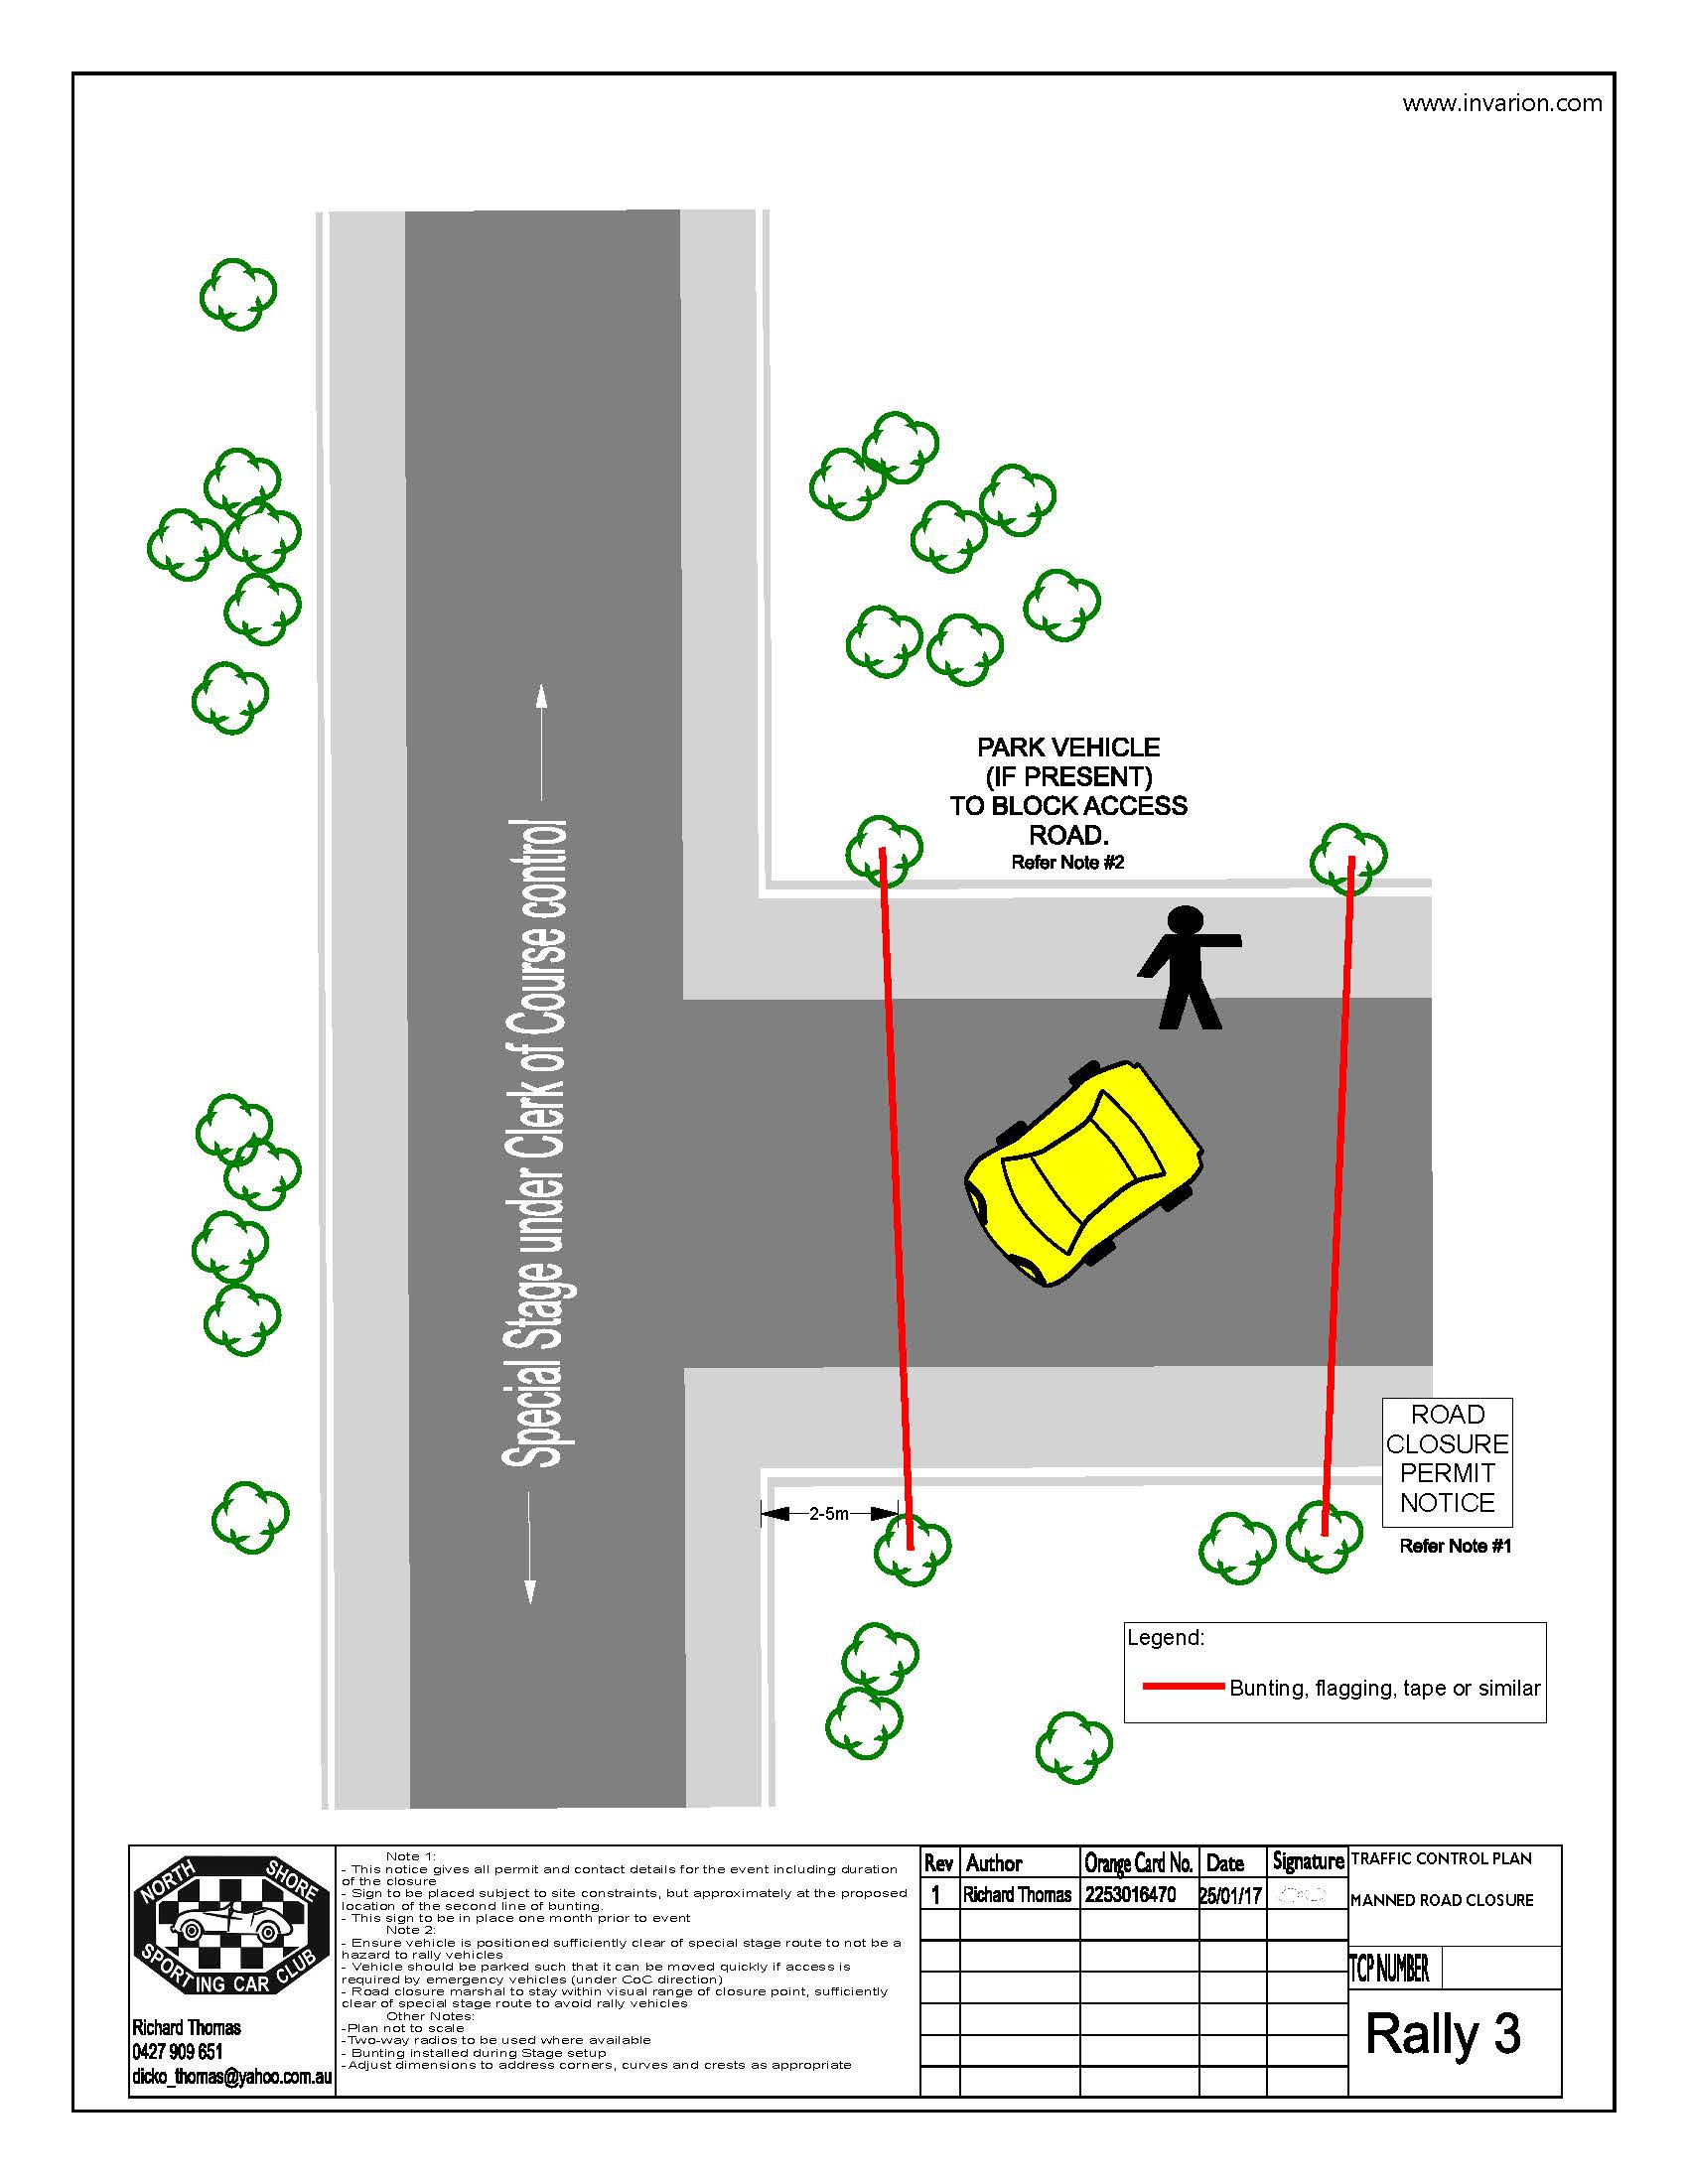 www.invarion.com
PARK VEHICLE
(IF PRESENT)
TO BLOCK ACCESS
ROAD.
Refer Note #2
Special Stage under Clerk of Course control
ROAD
CLOSURE
PERMIT
NOTICE
Refer Note #1
2-5m
Legend:
Bunting, flagging, tape or similar
NORTH SHORE
SPORTING CAR CLUB
Richard Thomas
0427 909 651
dicko_thomas@yahoo.com.au
Note 1:
- This notice gives all permit and contact details for the event including duration
of the closure
- Sign to be placed subject to site constraints, but approximately at the proposed
location of the second line of bunting.
- This sign to be in place one month prior to event
Note 2:
- Ensure vehicle is positioned sufficiently clear of special stage route to not be a
hazard to rally vehicles
- Vehicle should be parked such that it can be moved quickly if access is
required by emergency vehicles (under CoC direction)
- Road closure marshal to stay within visual range of closure point, sufficiently
clear of special stage route to avoid rally vehicles
Other Notes:
-Plan not to scale
-Two-way radios to be used where available
- Bunting installed during Stage setup
-Adjust dimensions to address corners, curves and crests as appropriate
Rev Author Orange Card No. Date Signature
1 Richard Thomas 2253016470 25/01/17
TRAFFIC CONTROL PLAN
MANNED ROAD CLOSURE
TCP NUMBER
Rally 3